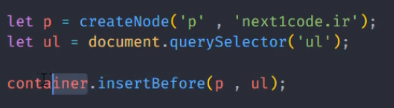 let p = createNode('p' , 'next1code.ir');
let ul = document.querySelector('ul');
container.insertBefore(p , ul);